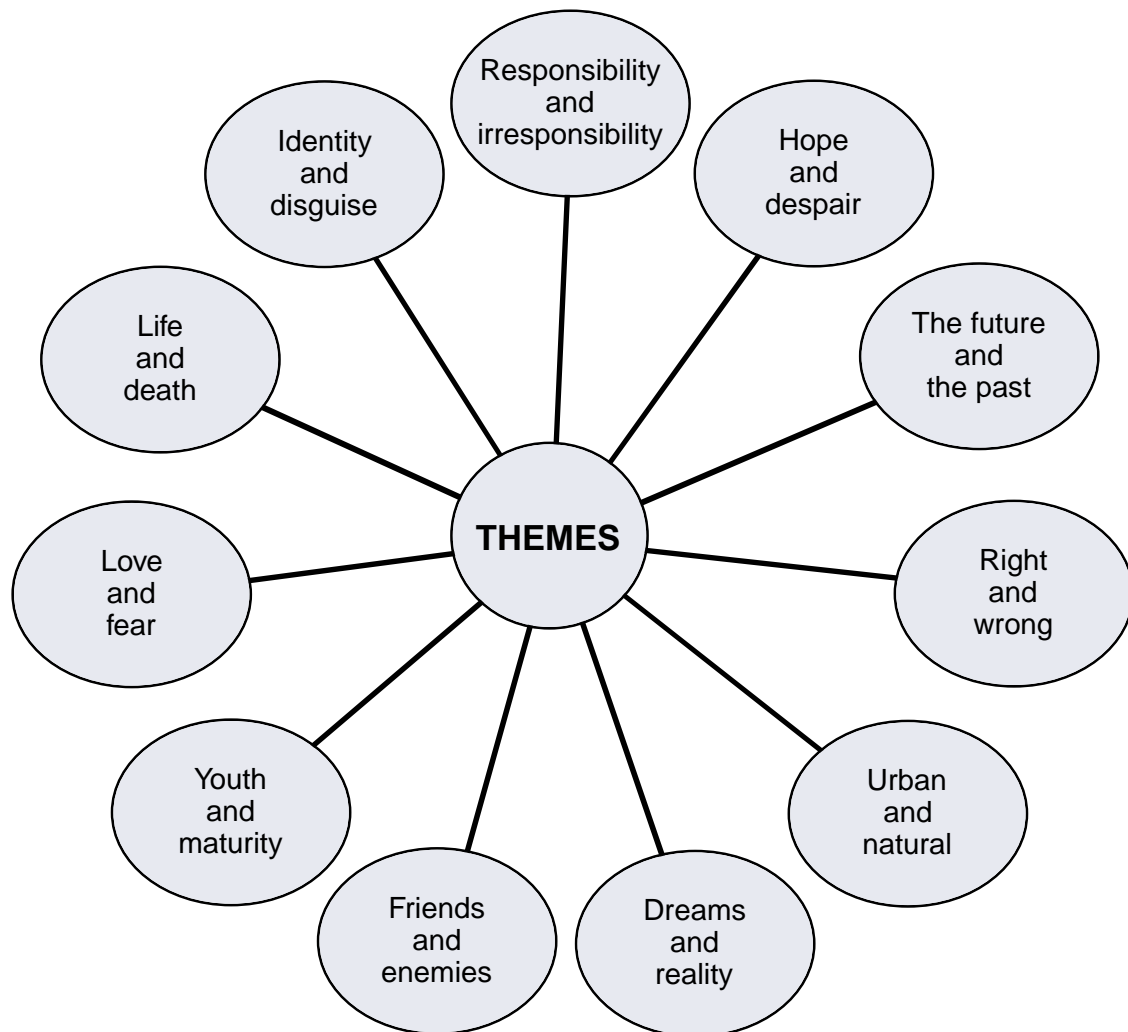 Responsibility
and
irresponsibility
Identity
and
disguise
Hope
and
despair
Life
and
death
The future
and
the past
THEMES
Love
and
fear
Right
and
wrong
Youth
and
maturity
Urban
and
natural
Friends
and
enemies
Dreams
and
reality